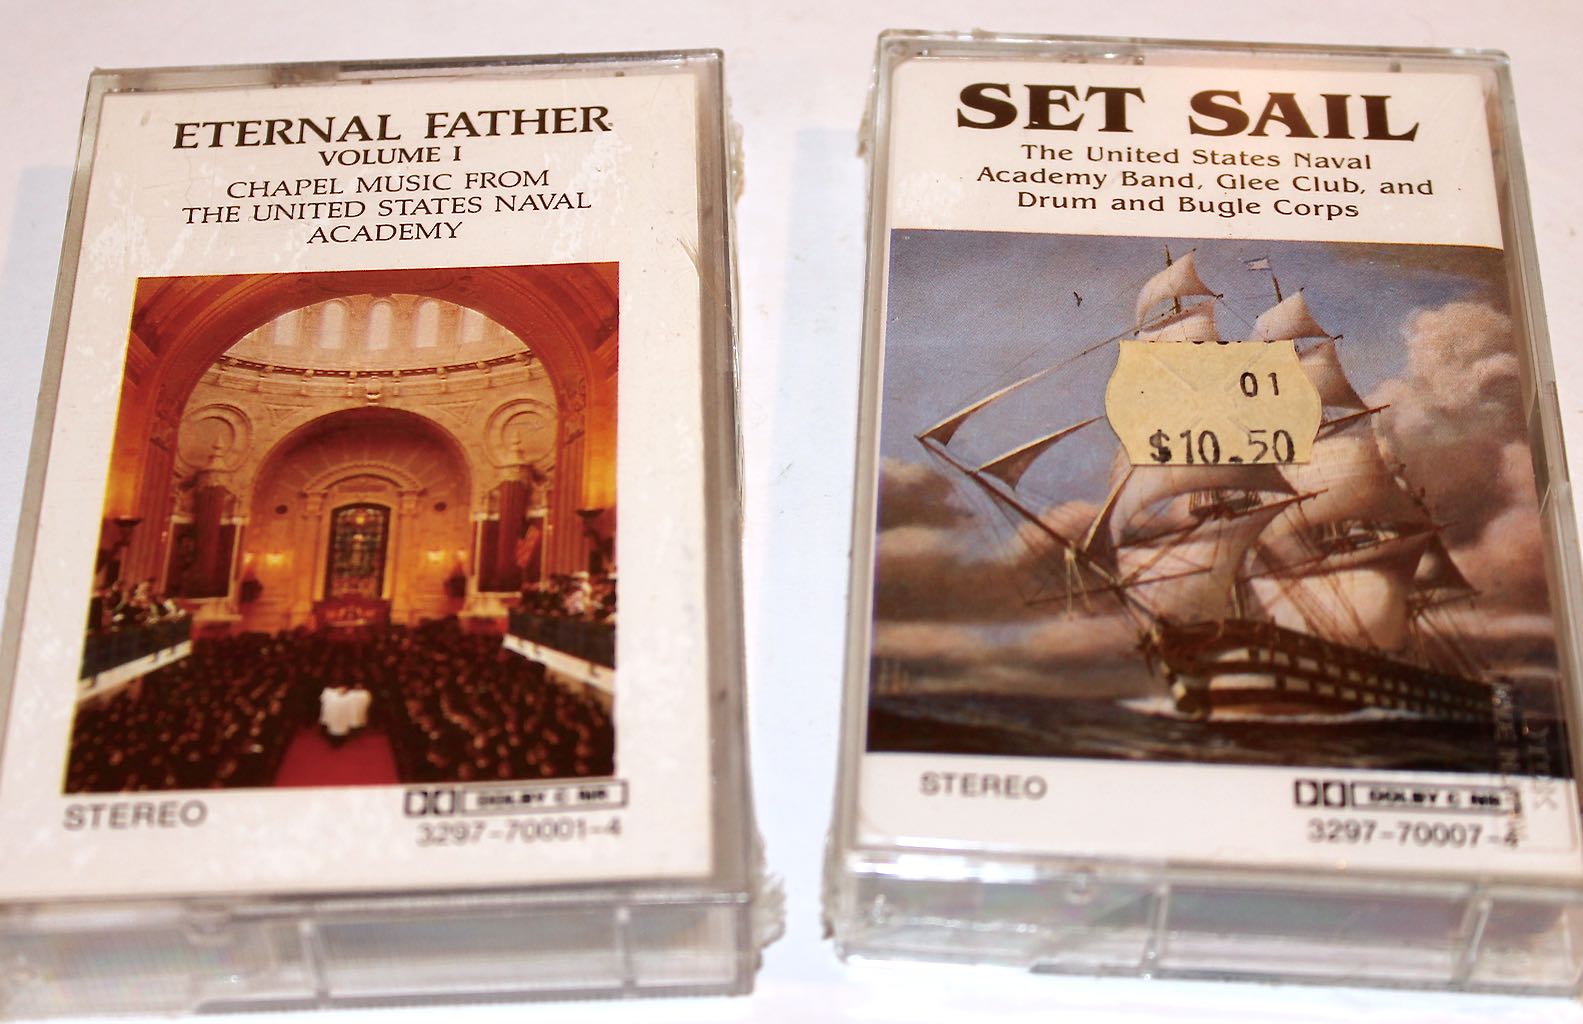 ETERNAL FATHER
VOLUME I
CHAPEL MUSIC FROM
THE UNITED STATES NAVAL
ACADEMY
STEREO
DOLBY C NR
3297-70001-4
SET SAIL
The United States Naval
Academy Band, Glee Club, and
Drum and Bugle Corps
01
$10.50
STEREO
DOLBY C NR
3297-70007-4